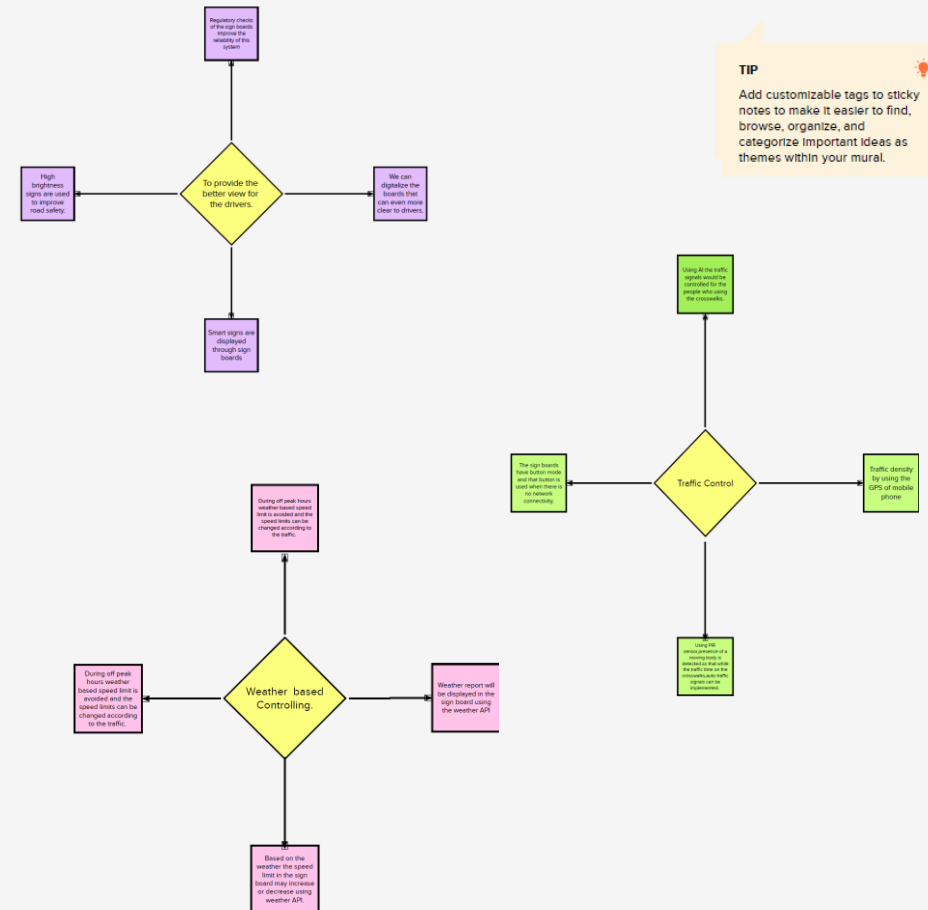 Regulatory checks
of the sign boards
improve the
reliability of this
system
TIP
Add customizable tags to sticky
notes to make it easier to find,
browse, organize, and
categorize important ideas as
themes within your mural.
High
brightness
signs are used
to improve
road safety.
To provide the
better view for
the drivers.
We can
digitalize the
boards that
can even more
clear to drivers.
Smart signs are
displayed
through sign
boards
Using AI the traffic
signals would be
controlled for the
people who using
the crosswalks.
The sign boards
have button mode
and that button is
used when there is
no network
connectivity.
Traffic Control
Traffic density
by using the
GPS of mobile
phone
Using PIR
sensor,presence of a
moving body is
detected so that while
the traffic time on the
crosswalks,auto traffic
signals can be
implemented.
During off peak hours
weather based speed
limit is avoided and the
speed limits can be
changed according to
the traffic.
During off peak
hours weather
based speed limit is
avoided and the
speed limits can be
changed according
to the traffic.
Weather based
Controlling.
Weather report will
be displayed in the
sign board using
the weather API
Based on the
weather the speed
limit in the sign
board may increase
or decrease using
weather API.